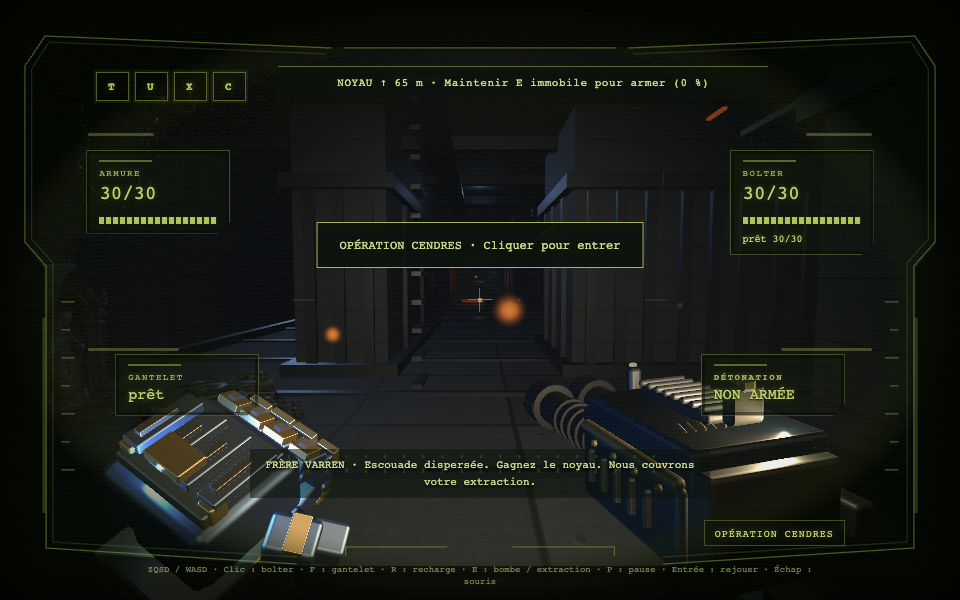 T U X C
NOYAU ↑ 65 m · Maintenir E immobile pour armer (0 %)
ARMURE
30/30
BOLTER
30/30
prêt 30/30
OPÉRATION CENDRES · Cliquer pour entrer
GANTELET
prêt
DÉTONATION
NON ARMÉE
FRÈRE VARREN · Escouade dispersée. Gagnez le noyau. Nous couvrons
votre extraction.
OPÉRATION CENDRES
ZQSD / WASD · Clic : bolter · F : gantelet · R : recharge · E : bombe / extraction · P : pause · Entrée : rejouer · Échap :
souris